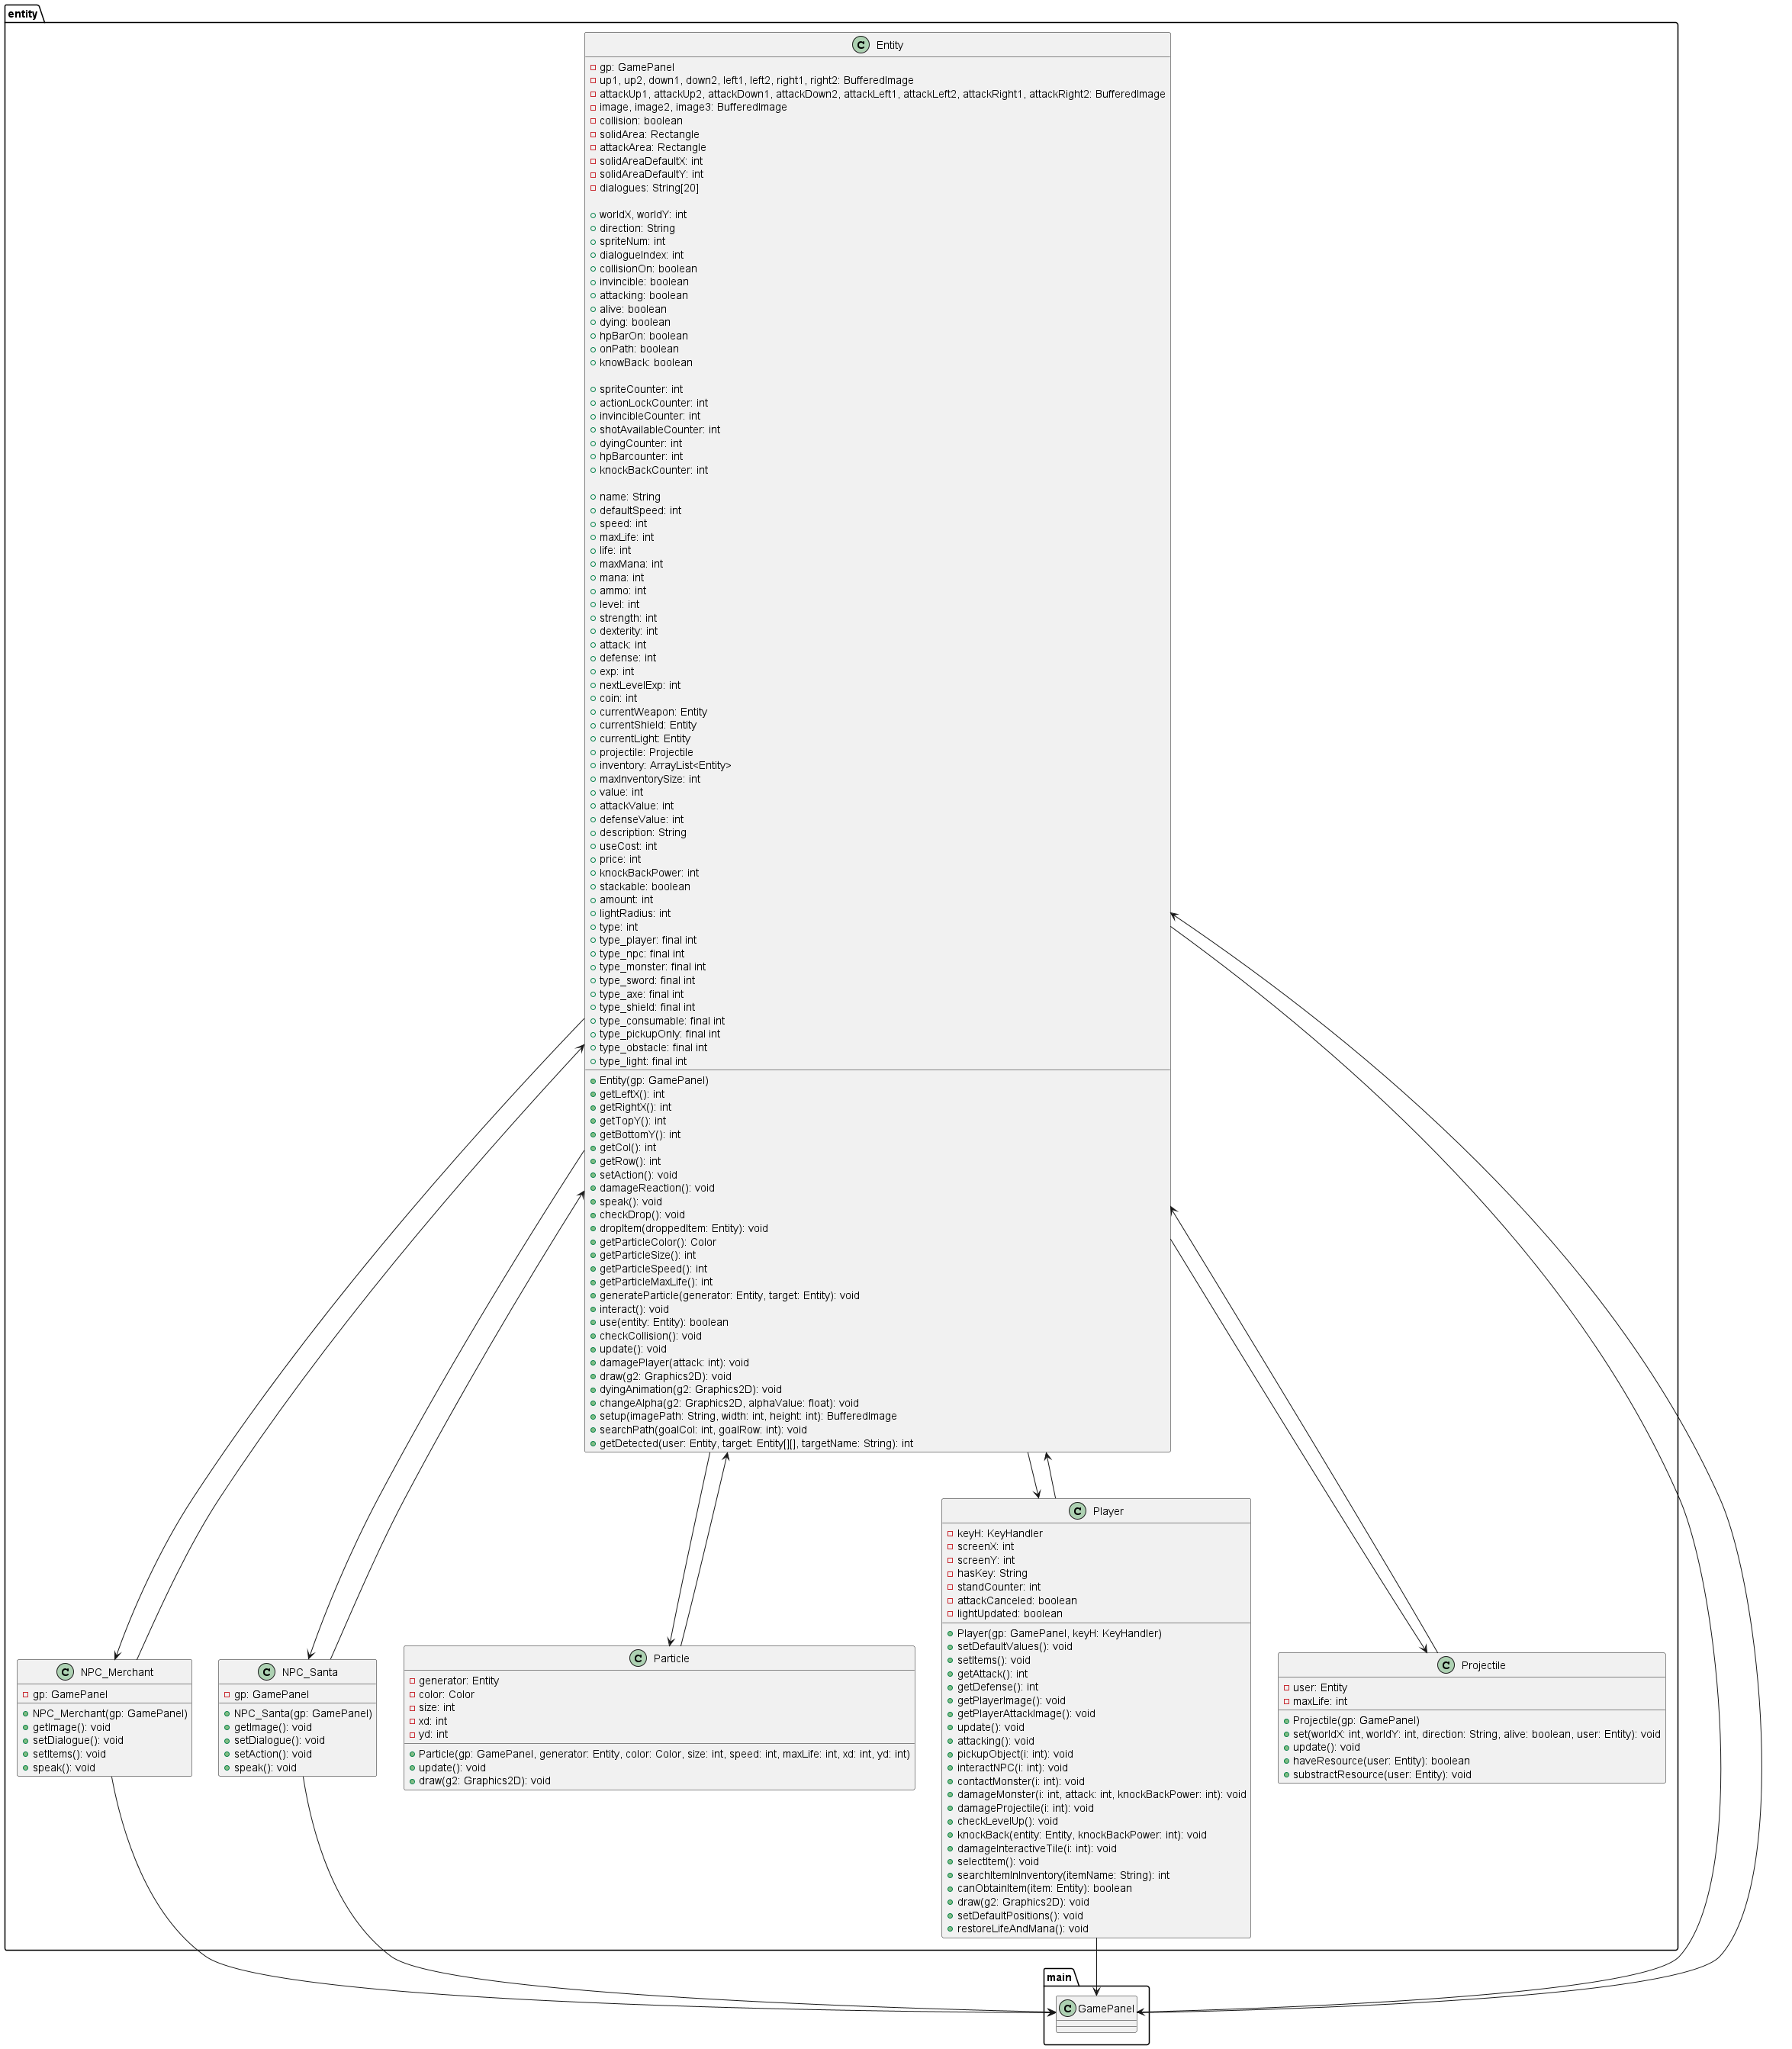 entity
Entity
gp: GamePanel
up1, up2, down1, down2, left1, left2, right1, right2: BufferedImage
attackUp1, attackUp2, attackDown1, attackDown2, attackLeft1, attackLeft2, attackRight1, attackRight2: BufferedImage
image, image2, image3: BufferedImage
collision: boolean
solidArea: Rectangle
attackArea: Rectangle
solidAreaDefaultX: int
solidAreaDefaultY: int
dialogues: String[20]
worldX, worldY: int
direction: String
spriteNum: int
dialogueIndex: int
collisionOn: boolean
invincible: boolean
attacking: boolean
alive: boolean
dying: boolean
hpBarOn: boolean
onPath: boolean
knowBack: boolean
spriteCounter: int
actionLockCounter: int
invincibleCounter: int
shotAvailableCounter: int
dyingCounter: int
hpBarcounter: int
knockBackCounter: int
name: String
defaultSpeed: int
speed: int
maxLife: int
life: int
maxMana: int
mana: int
ammo: int
level: int
strength: int
dexterity: int
attack: int
defense: int
exp: int
nextLevelExp: int
coin: int
currentWeapon: Entity
currentShield: Entity
currentLight: Entity
projectile: Projectile
inventory: ArrayList<Entity>
maxInventorySize: int
value: int
attackValue: int
defenseValue: int
description: String
useCost: int
price: int
knockBackPower: int
stackable: boolean
amount: int
lightRadius: int
type: int
type_player: final int
type_npc: final int
type_monster: final int
type_sword: final int
type_axe: final int
type_shield: final int
type_consumable: final int
type_pickupOnly: final int
type_obstacle: final int
type_light: final int
Entity(gp: GamePanel)
getLeftX(): int
getRightX(): int
getTopY(): int
getBottomY(): int
getCol(): int
getRow(): int
setAction(): void
damageReaction(): void
speak(): void
checkDrop(): void
dropItem(droppedItem: Entity): void
getParticleColor(): Color
getParticleSize(): int
getParticleSpeed(): int
getParticleMaxLife(): int
generateParticle(generator: Entity, target: Entity): void
interact(): void
use(entity: Entity): boolean
checkCollision(): void
update(): void
damagePlayer(attack: int): void
draw(g2: Graphics2D): void
dyingAnimation(g2: Graphics2D): void
changeAlpha(g2: Graphics2D, alphaValue: float): void
setup(imagePath: String, width: int, height: int): BufferedImage
searchPath(goalCol: int, goalRow: int): void
getDetected(user: Entity, target: Entity[][], targetName: String): int
NPC_Merchant
gp: GamePanel
NPC_Merchant(gp: GamePanel)
getImage(): void
setDialogue(): void
setItems(): void
speak(): void
NPC_Santa
gp: GamePanel
NPC_Santa(gp: GamePanel)
getImage(): void
setDialogue(): void
setAction(): void
speak(): void
Particle
generator: Entity
color: Color
size: int
xd: int
yd: int
Particle(gp: GamePanel, generator: Entity, color: Color, size: int, speed: int, maxLife: int, xd: int, yd: int)
update(): void
draw(g2: Graphics2D): void
Player
keyH: KeyHandler
screenX: int
screenY: int
hasKey: String
standCounter: int
attackCanceled: boolean
lightUpdated: boolean
Player(gp: GamePanel, keyH: KeyHandler)
setDefaultValues(): void
setItems(): void
getAttack(): int
getDefense(): int
getPlayerImage(): void
getPlayerAttackImage(): void
update(): void
attacking(): void
pickupObject(i: int): void
interactNPC(i: int): void
contactMonster(i: int): void
damageMonster(i: int, attack: int, knockBackPower: int): void
damageProjectile(i: int): void
checkLevelUp(): void
knockBack(entity: Entity, knockBackPower: int): void
damageInteractiveTile(i: int): void
selectItem(): void
searchItemInInventory(itemName: String): int
canObtainItem(item: Entity): boolean
draw(g2: Graphics2D): void
setDefaultPositions(): void
restoreLifeAndMana(): void
Projectile
user: Entity
maxLife: int
Projectile(gp: GamePanel)
set(worldX: int, worldY: int, direction: String, alive: boolean, user: Entity): void
update(): void
haveResource(user: Entity): boolean
substractResource(user: Entity): void
main
GamePanel